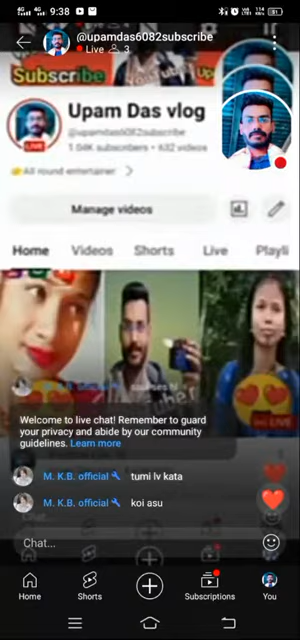 9:38
@upamdas6082subscribe
Live 3
Subscribe
Upam Das vlog
@upamdas6082subscribe
1.04K subscribers • 632 videos
All round entertainer
LIVE
Manage videos
Home Videos Shorts Live Playli
Welcome to live chat! Remember to guard
your privacy and abide by our community
guidelines. Learn more
M. K.B. official tumi lv kata
M. K.B. official koi asu
Chat...
Home Shorts Subscriptions You